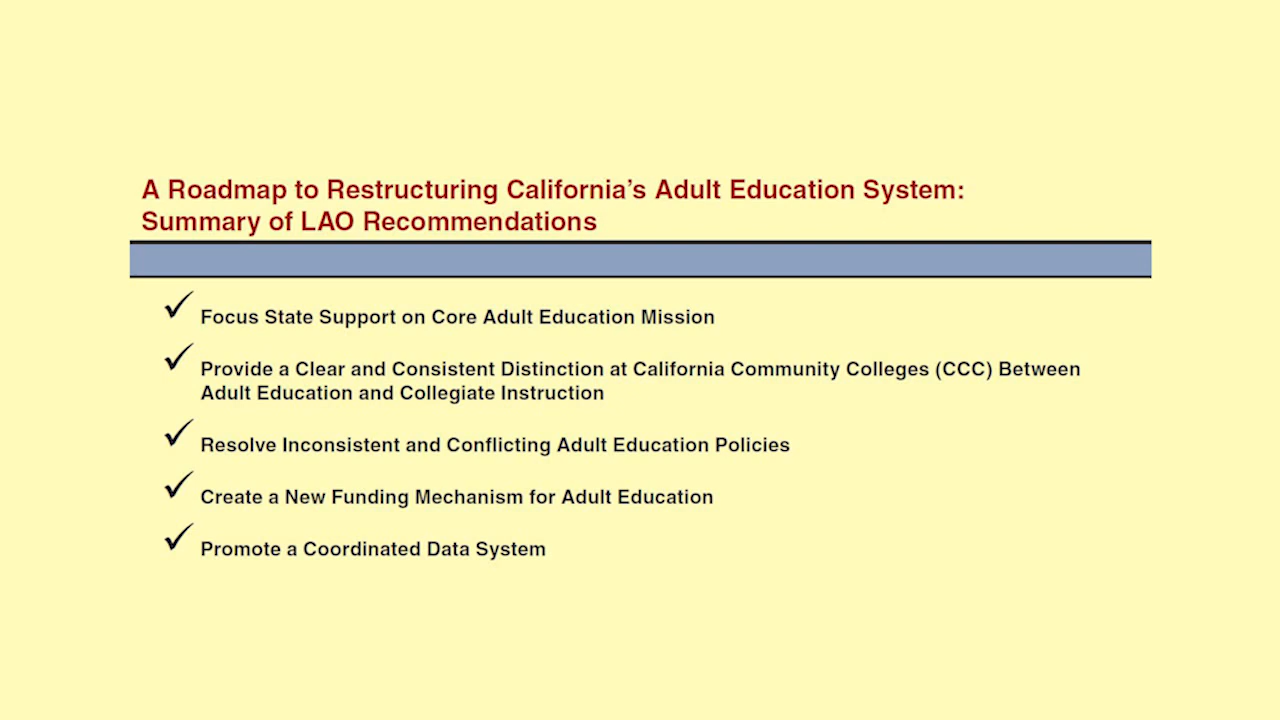 A Roadmap to Restructuring California’s Adult Education System:
Summary of LAO Recommendations
✓ Focus State Support on Core Adult Education Mission
✓ Provide a Clear and Consistent Distinction at California Community Colleges (CCC) Between
Adult Education and Collegiate Instruction
✓ Resolve Inconsistent and Conflicting Adult Education Policies
✓ Create a New Funding Mechanism for Adult Education
✓ Promote a Coordinated Data System